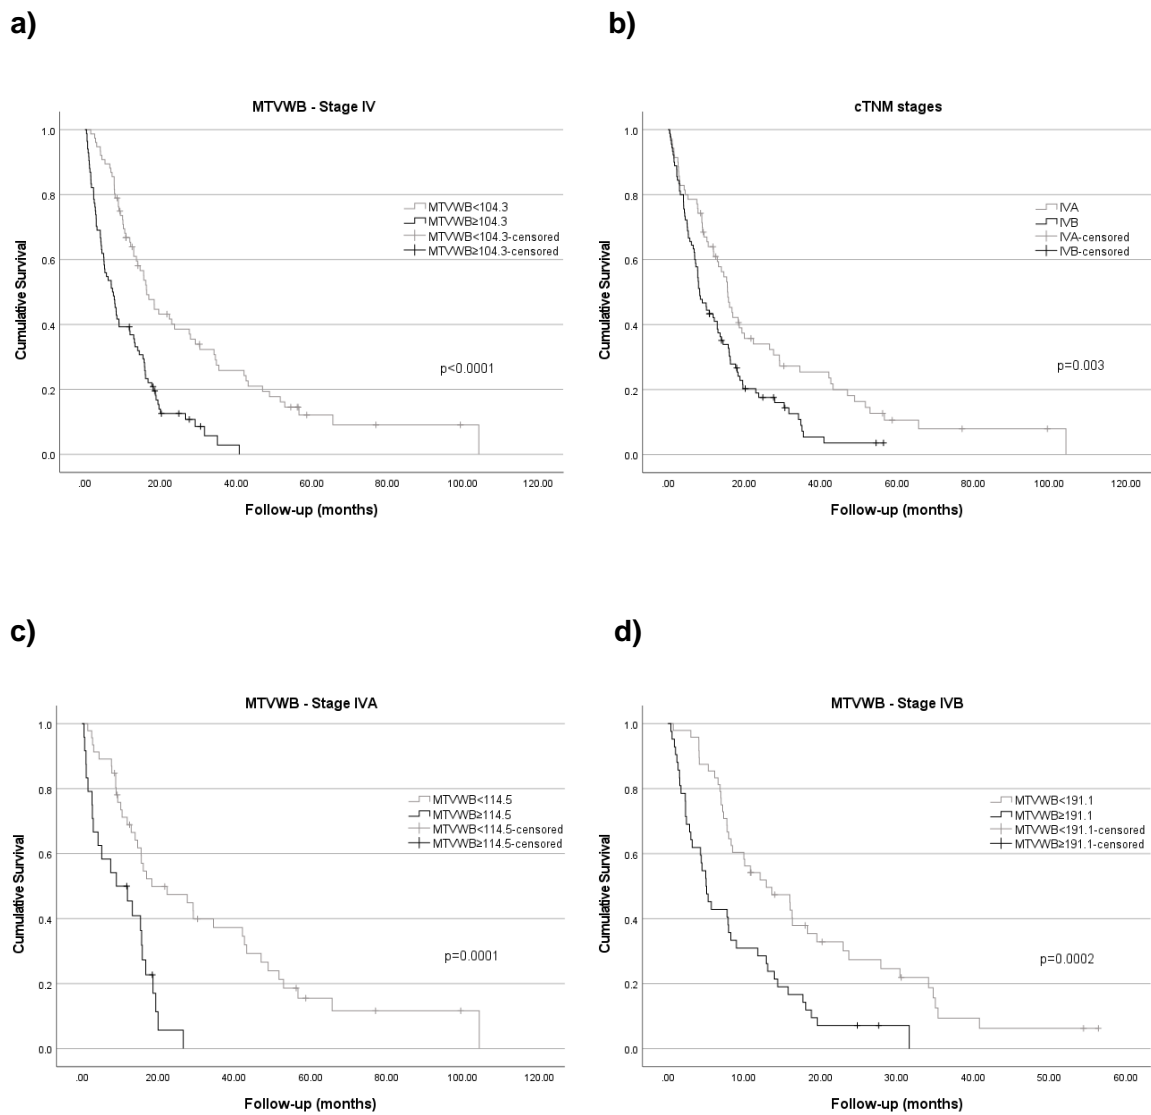 a)
MTVWB - Stage IV
1.0
0.8
0.6
0.4
0.2
0.0
Cumulative Survival
MTVWB<104.3
MTVWB≥104.3
MTVWB<104.3-censored
MTVWB≥104.3-censored
p<0.0001
.00 20.00 40.00 60.00 80.00 100.00 120.00
Follow-up (months)
b)
cTNM stages
1.0
0.8
0.6
0.4
0.2
0.0
Cumulative Survival
IVA
IVB
IVA-censored
IVB-censored
p=0.003
.00 20.00 40.00 60.00 80.00 100.00 120.00
Follow-up (months)
c)
MTVWB - Stage IVA
1.0
0.8
0.6
0.4
0.2
0.0
Cumulative Survival
MTVWB<114.5
MTVWB≥114.5
MTVWB<114.5-censored
MTVWB≥114.5-censored
p=0.0001
.00 20.00 40.00 60.00 80.00 100.00 120.00
Follow-up (months)
d)
MTVWB - Stage IVB
1.0
0.8
0.6
0.4
0.2
0.0
Cumulative Survival
MTVWB<191.1
MTVWB≥191.1
MTVWB<191.1-censored
MTVWB≥191.1-censored
p=0.0002
.00 10.00 20.00 30.00 40.00 50.00 60.00
Follow-up (months)